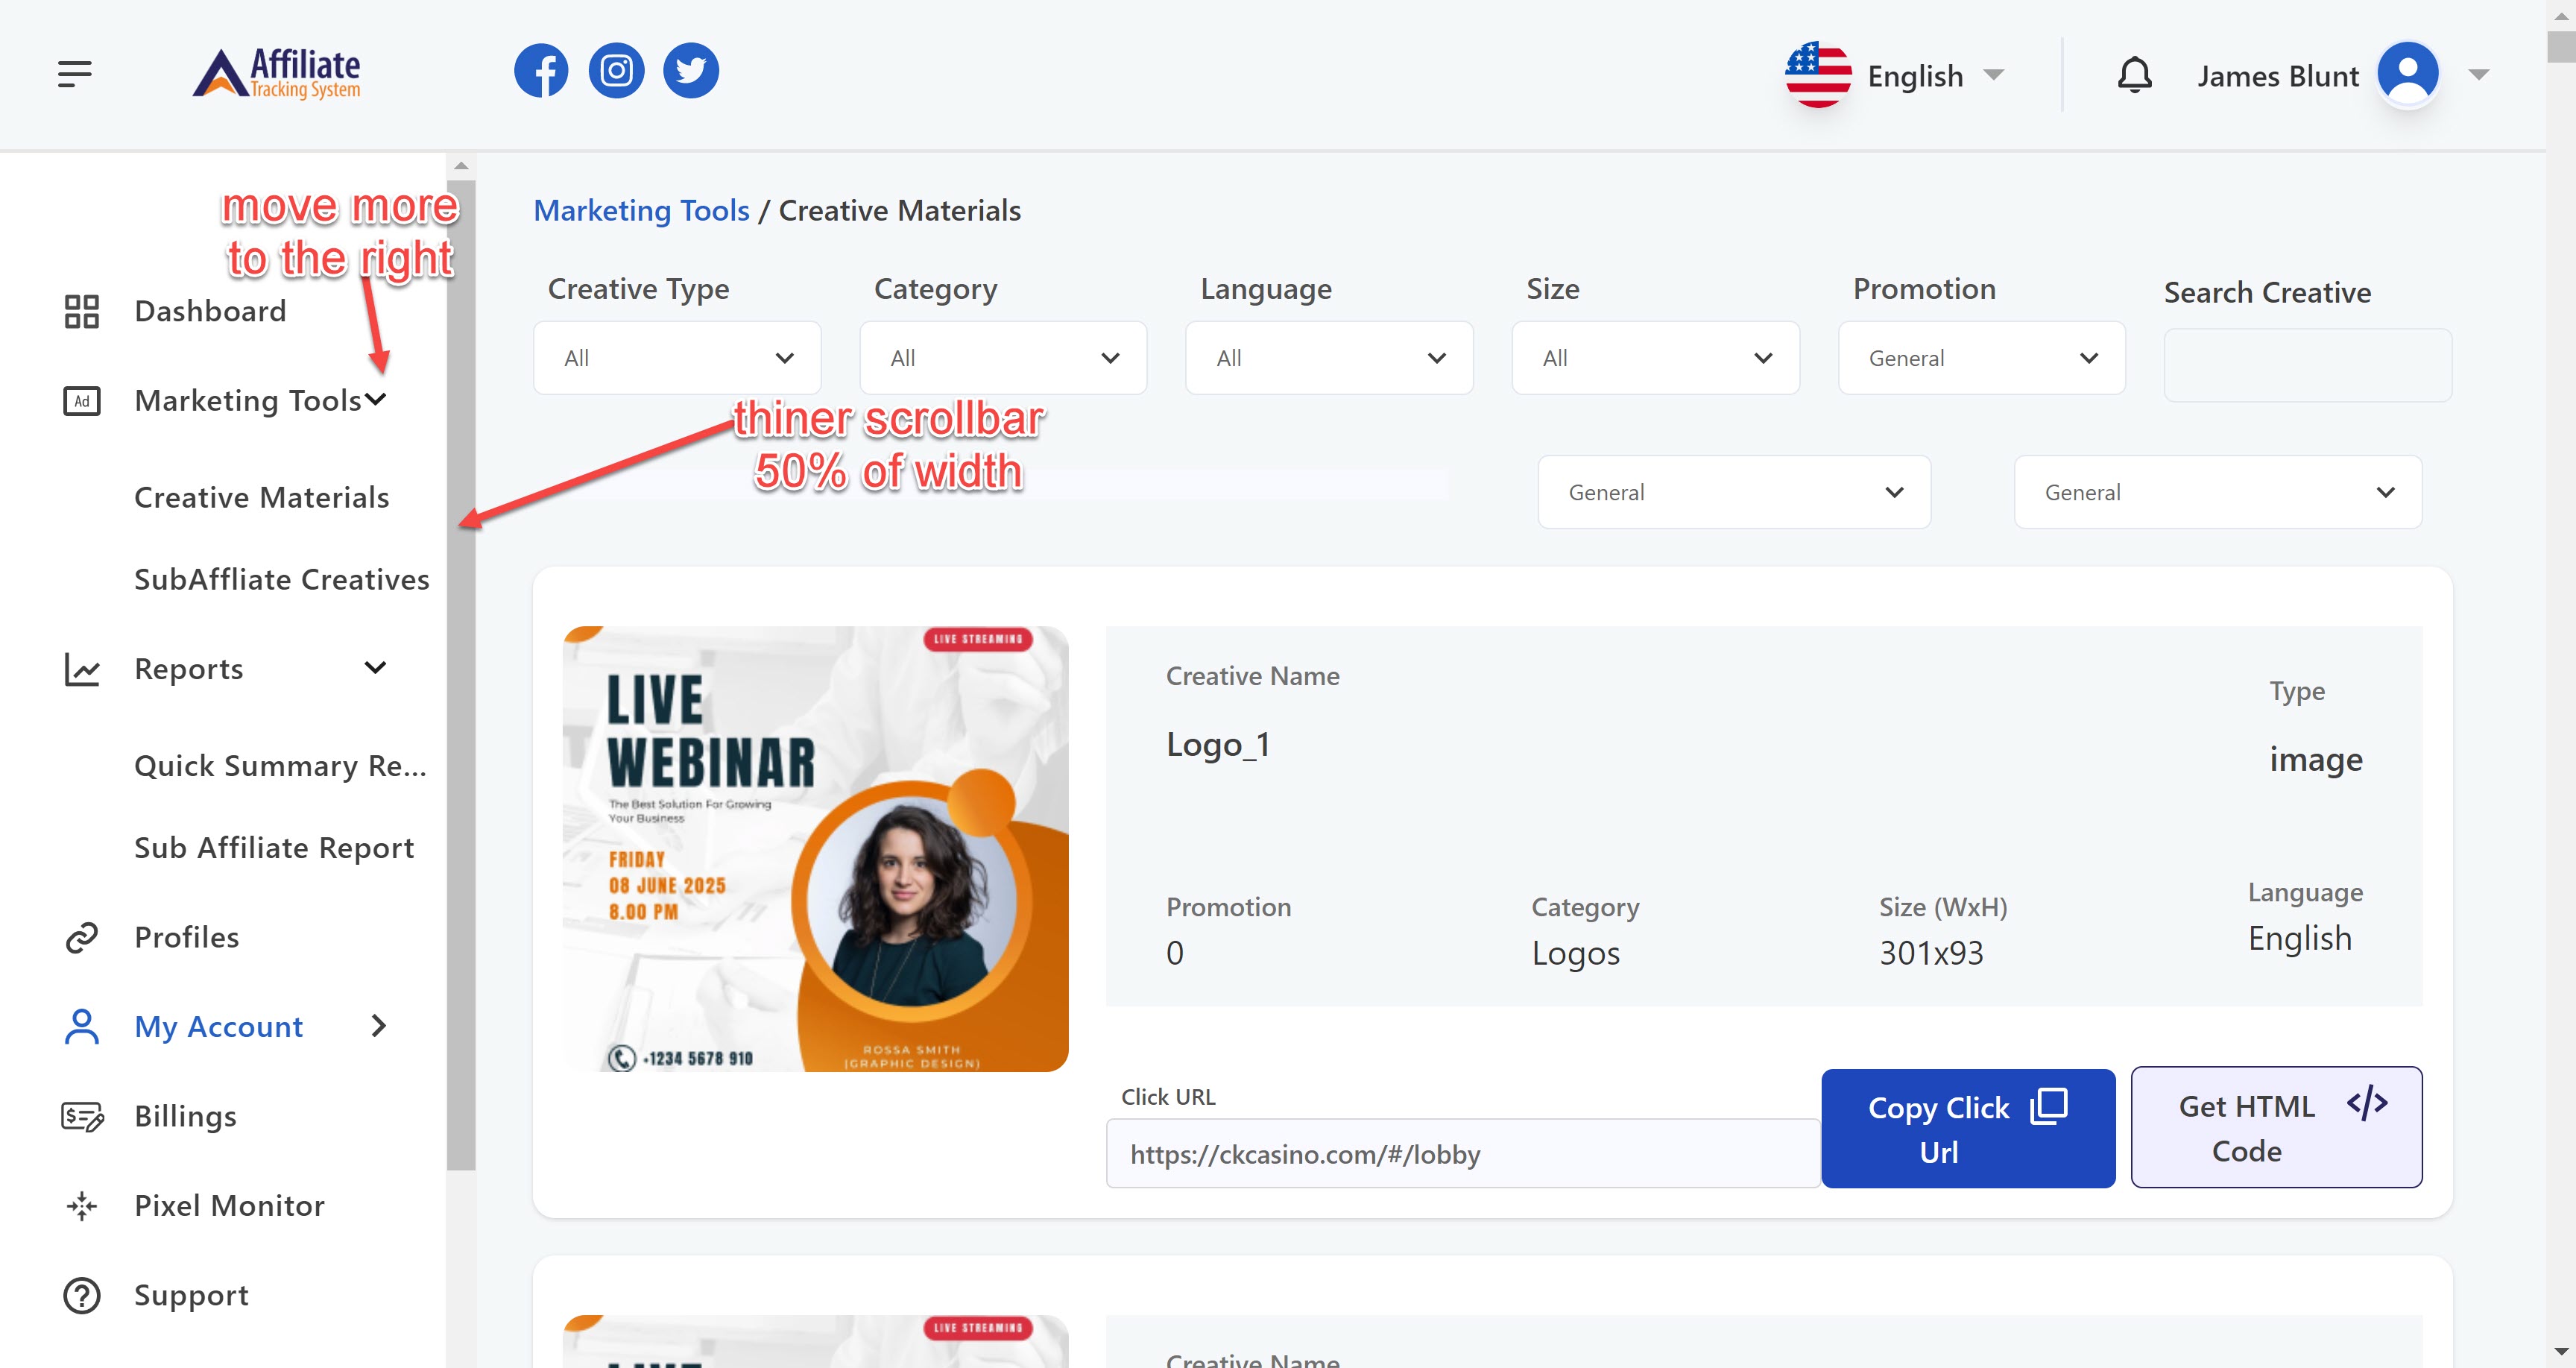 Affiliate
Tracking System
English
James Blunt
move more
to the right
Dashboard
Ad
Marketing Tools
Creative Materials
SubAffliate Creatives
Reports
Quick Summary Re...
Sub Affiliate Report
Profiles
My Account
Billings
Pixel Monitor
Support
Marketing Tools / Creative Materials
Creative Type
Category
Language
Size
Promotion
Search Creative
All
All
All
All
General
thiner scrollbar
50% of width
General
General
LIVE STREAMING
LIVE
WEBINAR
The Best Solution For Growing
Your Business
FRIDAY
08 JUNE 2025
8.00 PM
+1234 5678 910
ROSSA SMITH
(GRAPHIC DESIGN)
Creative Name
Logo_1
Type
image
Promotion
0
Category
Logos
Size (WxH)
301x93
Language
English
Click URL
https://ckcasino.com/#/lobby
Copy Click
Url
Get HTML
Code
LIVE STREAMING
LIVE
Creative Name